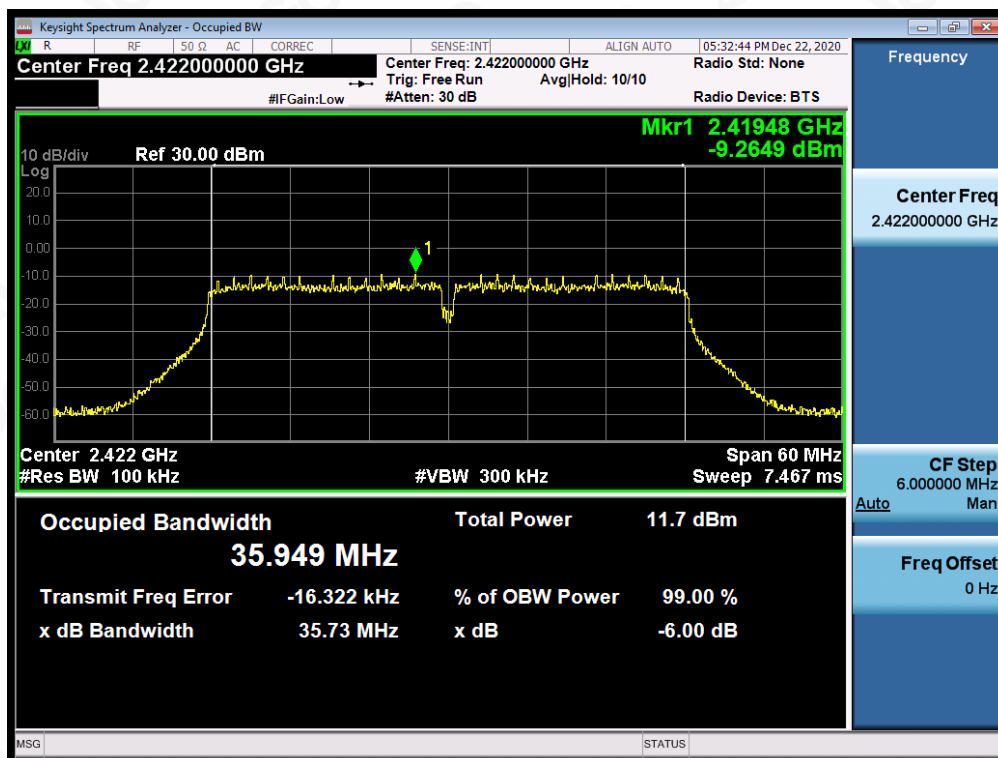 Keysight Spectrum Analyzer - Occupied BW
LXI R RF 50 Ω AC CORREC SENSE:INT ALIGN AUTO 05:32:44 PM Dec 22, 2020
Center Freq 2.422000000 GHz
Center Freq: 2.422000000 GHz Radio Std: None
Trig: Free Run Avg|Hold: 10/10
#IFGain:Low #Atten: 30 dB Radio Device: BTS
Mkr1 2.41948 GHz
-9.2649 dBm
10 dB/div Ref 30.00 dBm
Log
20.0
10.0
0.00
1
-10.0
-20.0
-30.0
-40.0
-50.0
-60.0
Center 2.422 GHz Span 60 MHz
#Res BW 100 kHz #VBW 300 kHz Sweep 7.467 ms
Occupied Bandwidth Total Power 11.7 dBm
35.949 MHz
Transmit Freq Error -16.322 kHz % of OBW Power 99.00 %
x dB Bandwidth 35.73 MHz x dB -6.00 dB
MSG STATUS
Frequency
Center Freq
2.422000000 GHz
CF Step
6.000000 MHz
Auto Man
Freq Offset
0 Hz